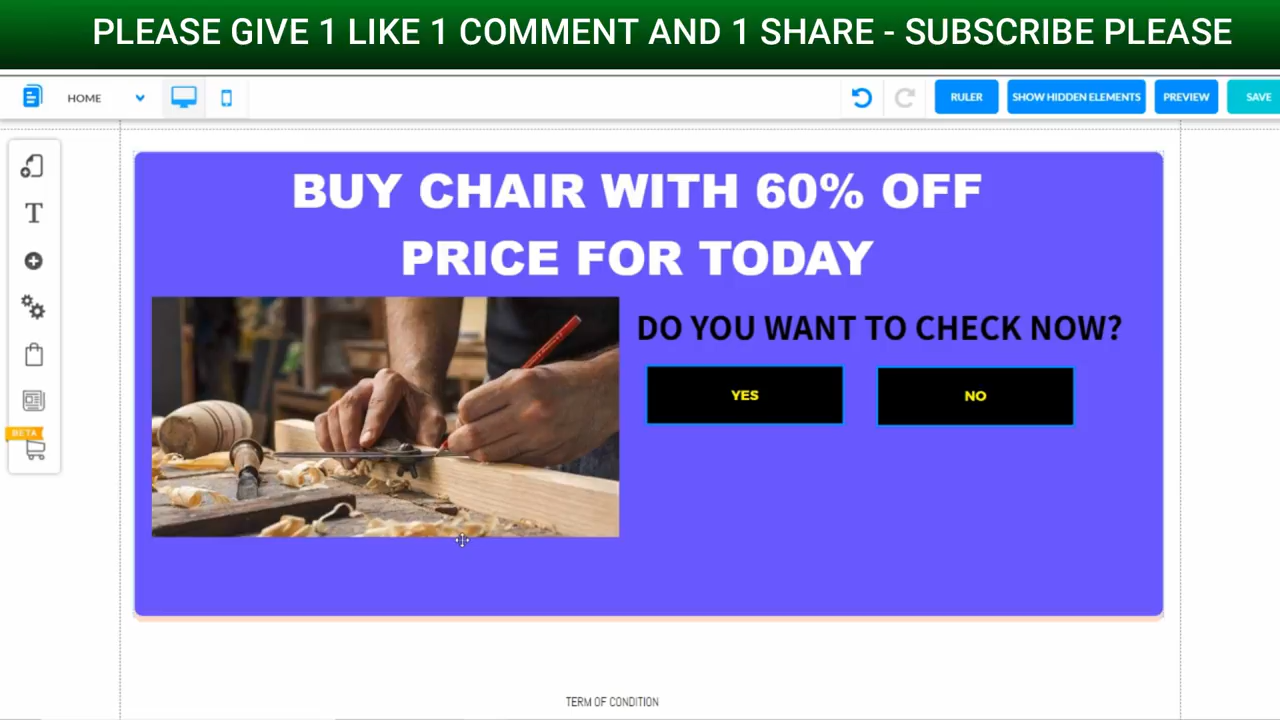 PLEASE GIVE 1 LIKE 1 COMMENT AND 1 SHARE - SUBSCRIBE PLEASE
HOME
RULER
SHOW HIDDEN ELEMENTS
PREVIEW
SAVE
T
BUY CHAIR WITH 60% OFF
PRICE FOR TODAY
DO YOU WANT TO CHECK NOW?
YES
NO
BETA
TERM OF CONDITION